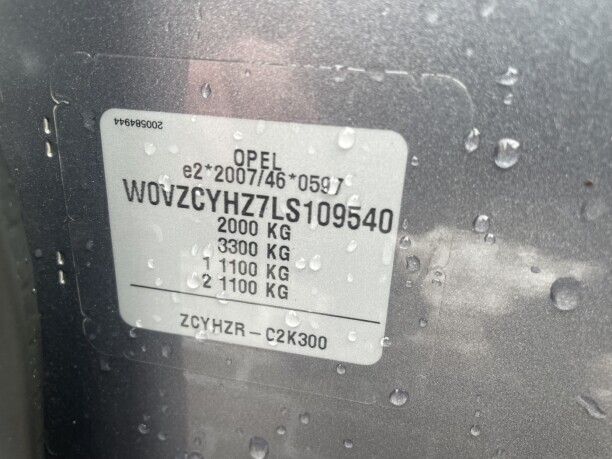 200584944
OPEL
e2*2007/46*0597
W0VZCYHZ7LS109540
2000 KG
3300 KG
1 1100 KG
2 1100 KG
ZCYHZR-C2K300